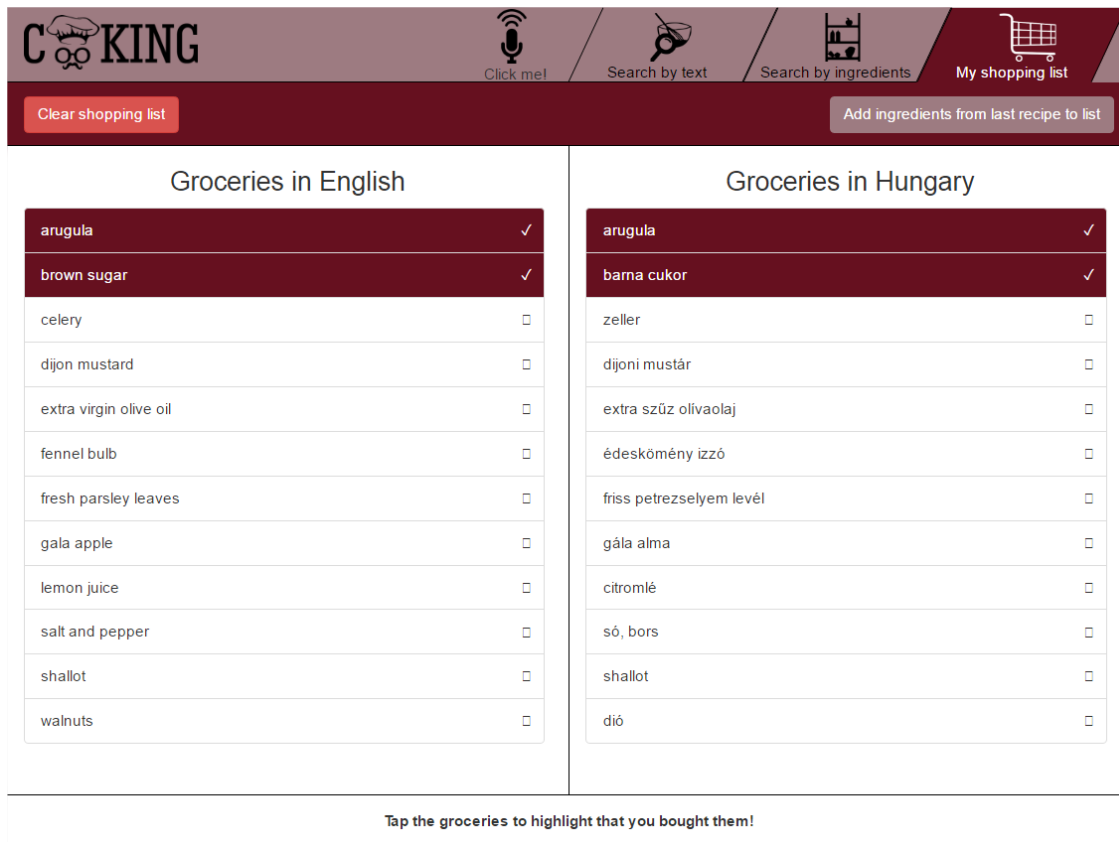 COOKING
Click me!
Search by text
Search by ingredients
My shopping list
Clear shopping list
Add ingredients from last recipe to list
Groceries in English
arugula ✓
brown sugar ✓
celery
dijon mustard
extra virgin olive oil
fennel bulb
fresh parsley leaves
gala apple
lemon juice
salt and pepper
shallot
walnuts
Groceries in Hungary
arugula ✓
barna cukor ✓
zeller
dijoni mustár
extra szűz olívaolaj
édeskömény izzó
friss petrezselyem levél
gála alma
citromlé
só, bors
shallot
dió
Tap the groceries to highlight that you bought them!